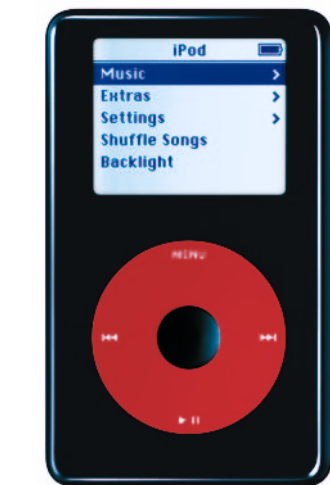 iPod
Music
Extras
Settings
Shuffle Songs
Backlight
MENU